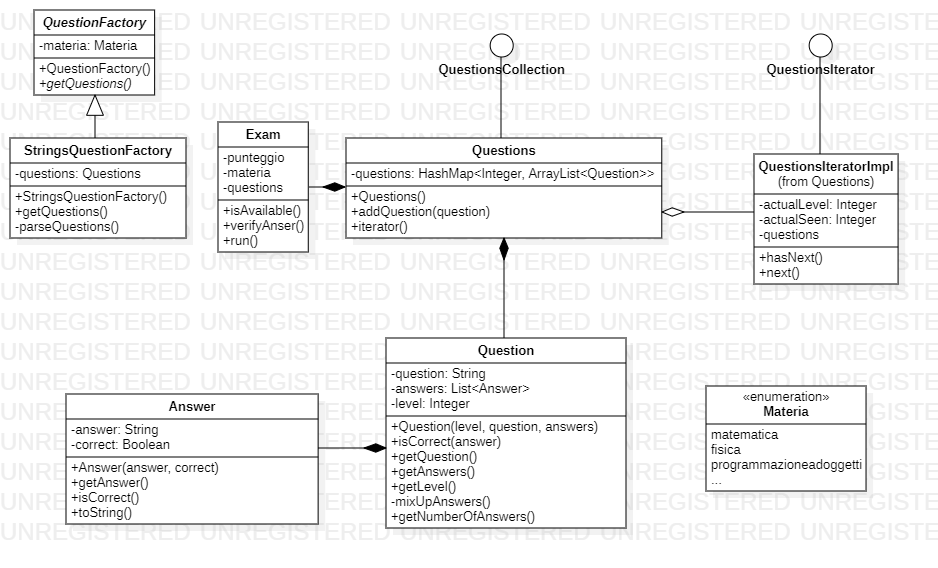 QuestionFactory
-materia: Materia
+QuestionFactory()
+getQuestions()
StringsQuestionFactory
-questions: Questions
+StringsQuestionFactory()
+getQuestions()
-parseQuestions()
Exam
-punteggio
-materia
-questions
+isAvailable()
+verifyAnser()
+run()
QuestionsCollection
Questions
-questions: HashMap<Integer, ArrayList<Question>>
+Questions()
+addQuestion(question)
+iterator()
QuestionsIterator
QuestionsIteratorImpl
(from Questions)
-actualLevel: Integer
-actualSeen: Integer
-questions
+hasNext()
+next()
Answer
-answer: String
-correct: Boolean
+Answer(answer, correct)
+getAnswer()
+isCorrect()
+toString()
Question
-question: String
-answers: List<Answer>
-level: Integer
+Question(level, question, answers)
+isCorrect(answer)
+getQuestion()
+getAnswers()
+getLevel()
-mixUpAnswers()
+getNumberOfAnswers()
«enumeration»
Materia
matematica
fisica
programmazioneadoggetti
...
UNREGISTERED